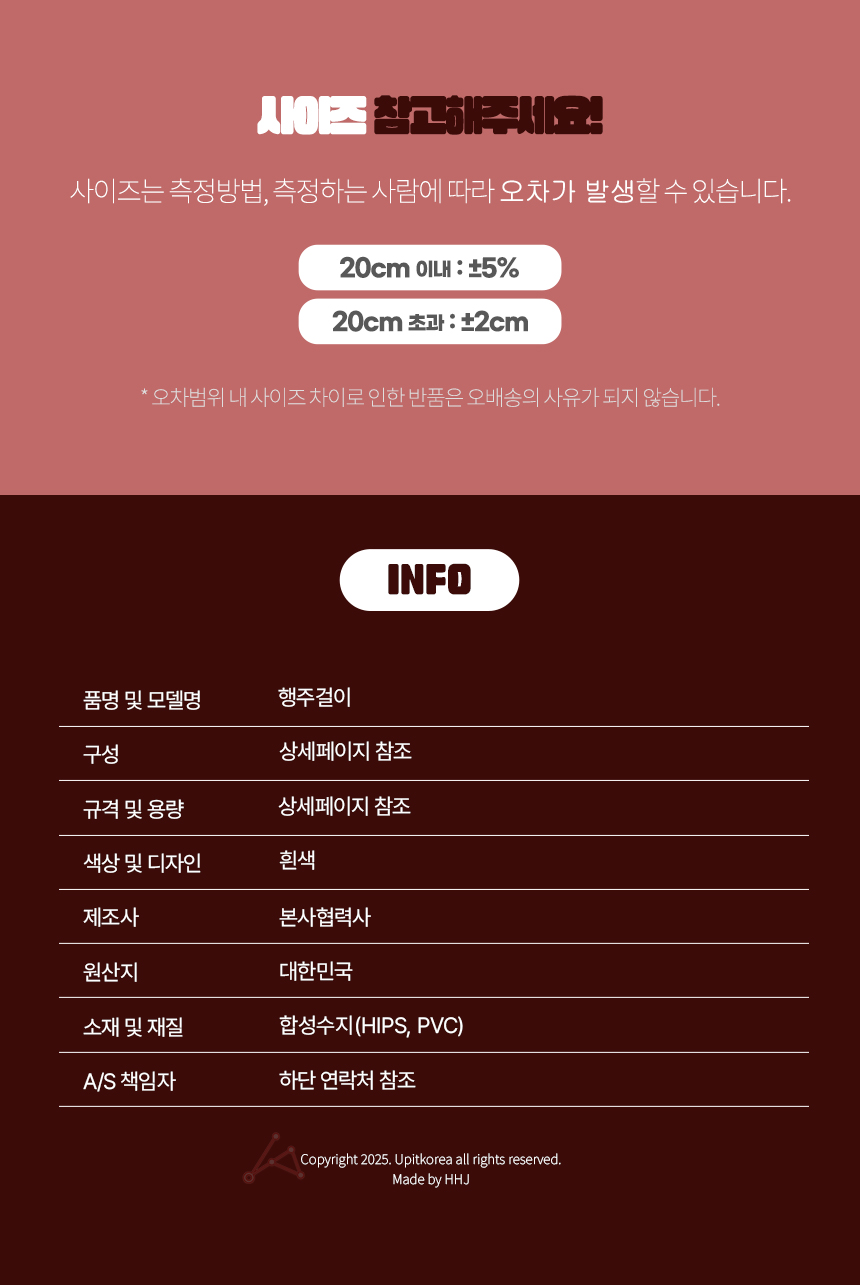 사이즈 참고해주세요!
사이즈는 측정방법, 측정하는 사람에 따라 오차가 발생할 수 있습니다.
20cm 이내 : ±5%
20cm 초과 : ±2cm
* 오차범위 내 사이즈 차이로 인한 반품은 오배송의 사유가 되지 않습니다.
INFO
품명 및 모델명 행주걸이
구성 상세페이지 참조
규격 및 용량 상세페이지 참조
색상 및 디자인 흰색
제조사 본사협력사
원산지 대한민국
소재 및 재질 합성수지(HIPS, PVC)
A/S 책임자 하단 연락처 참조
Copyright 2025. Upitkorea all rights reserved.
Made by HHJ